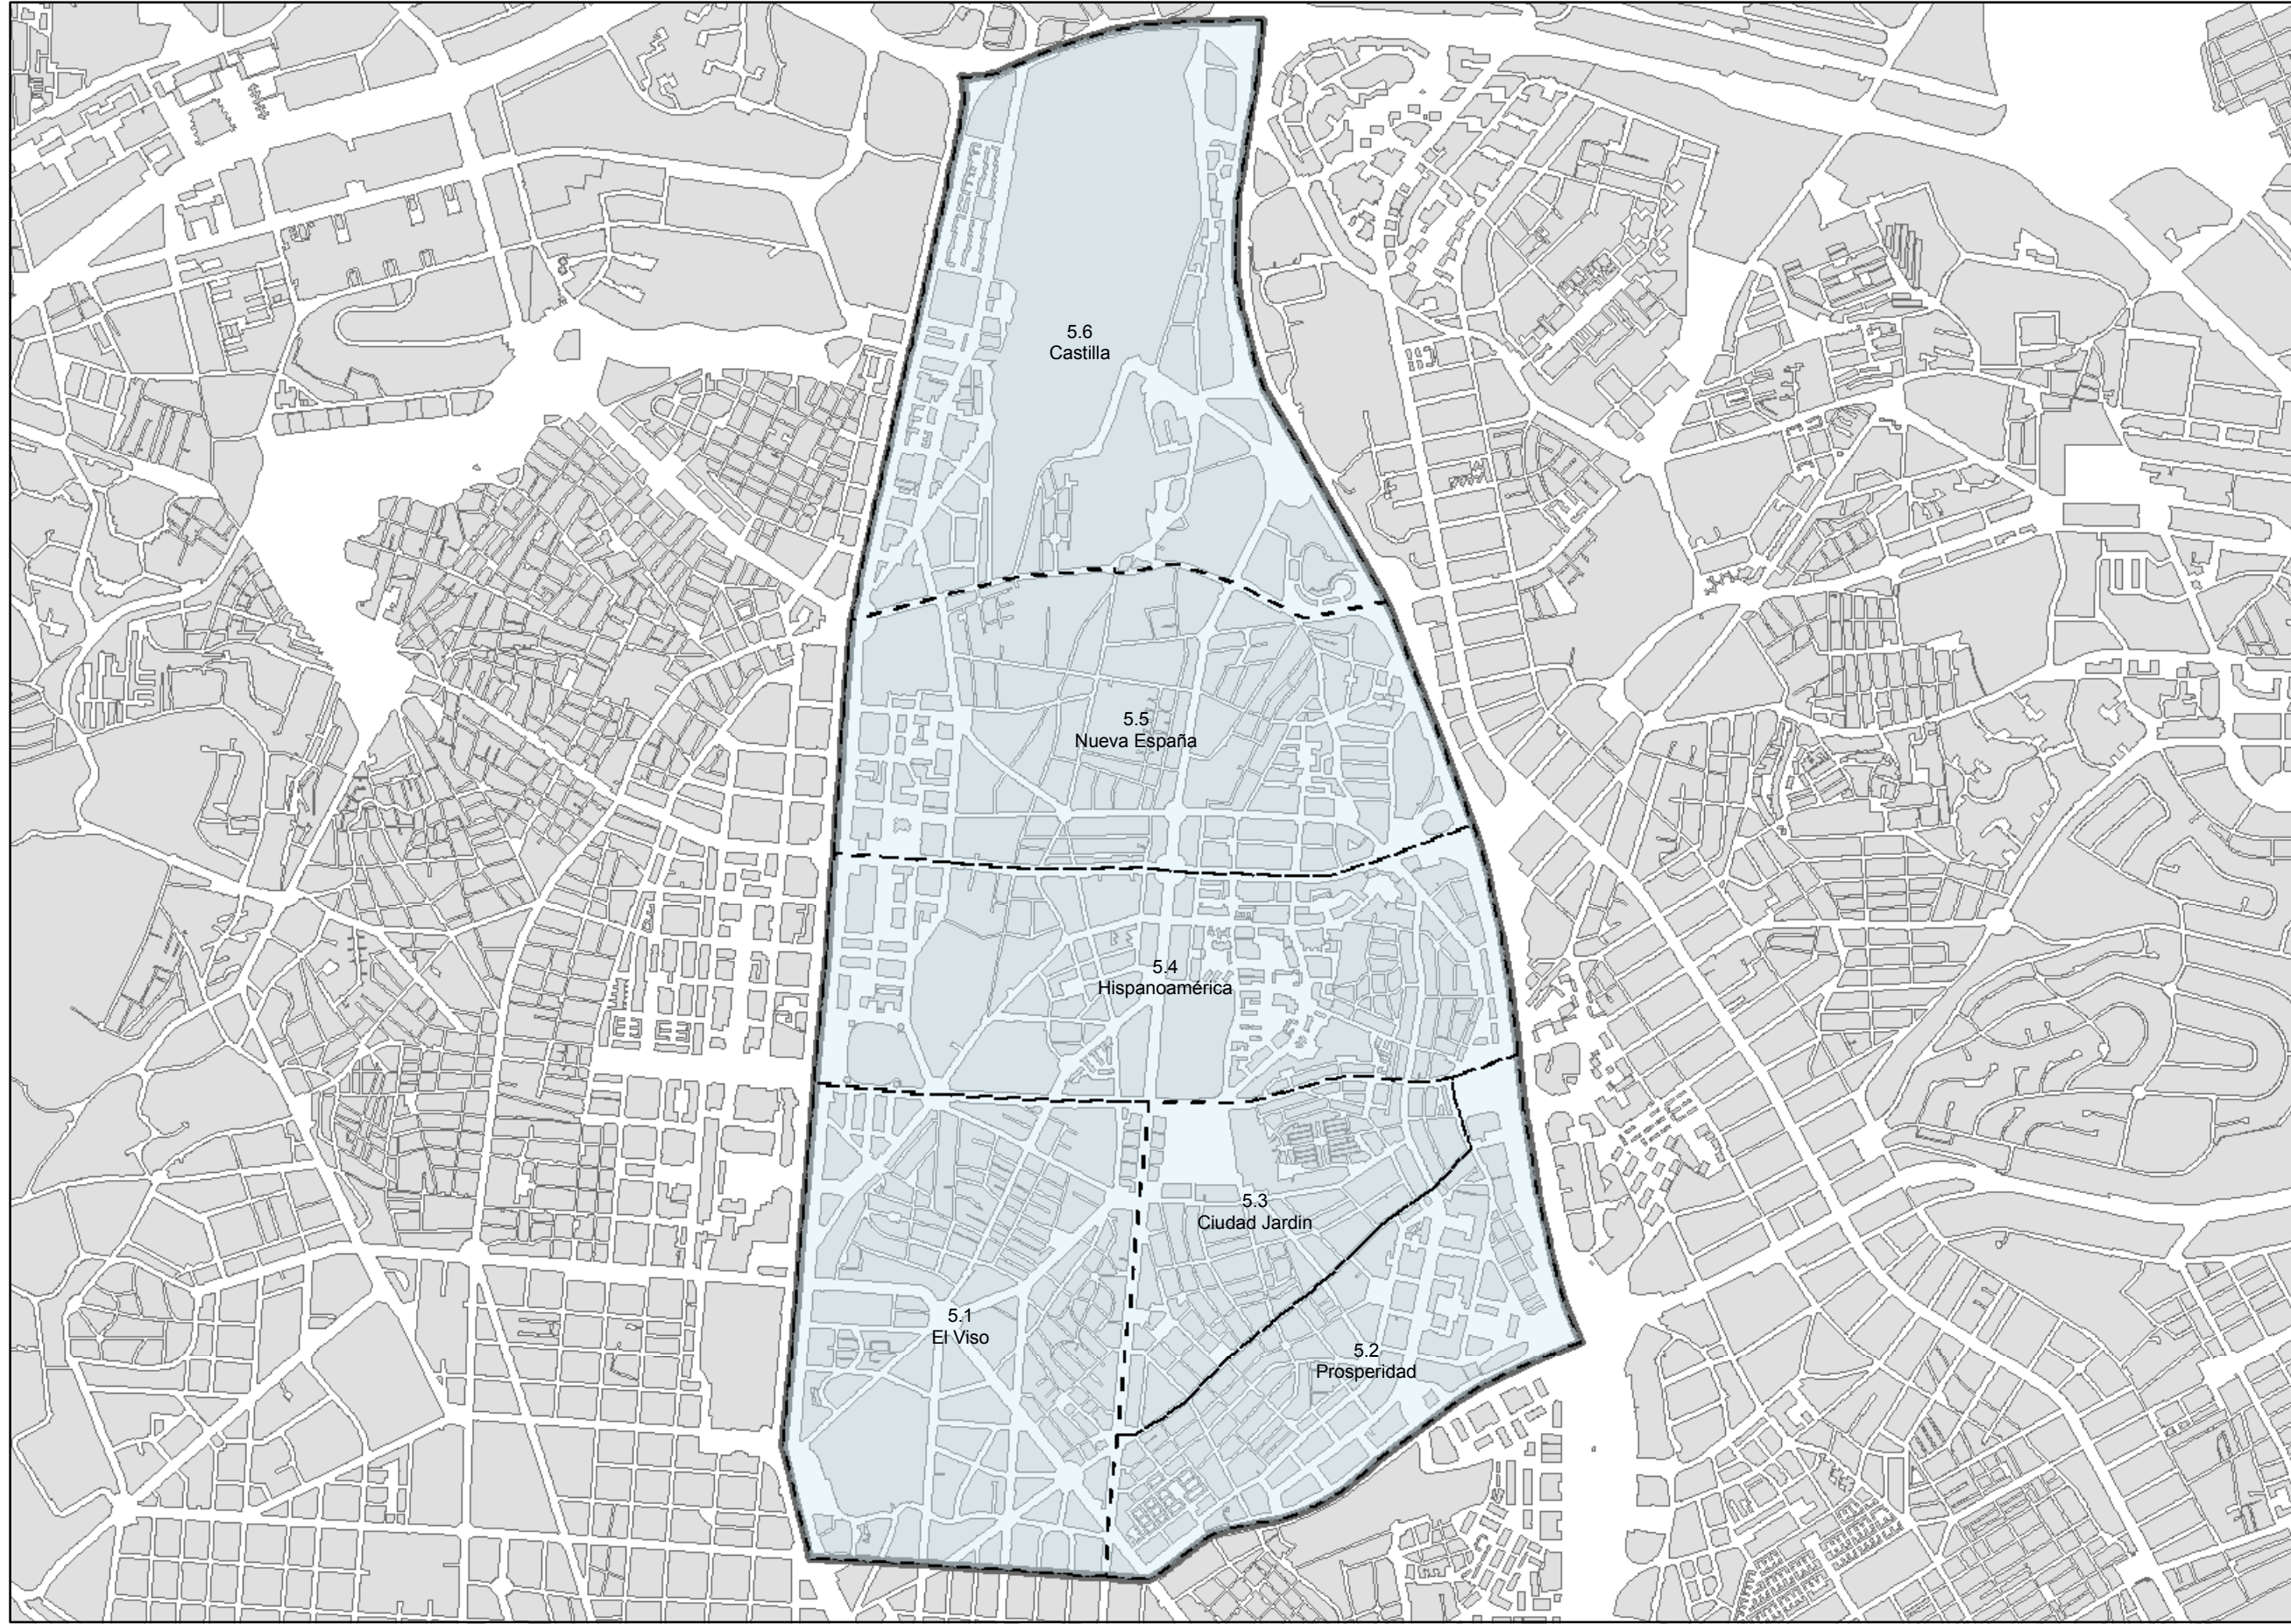 5.6
Castilla
5.5
Nueva España
5.4
Hispanoamérica
5.3
Ciudad Jardín
5.1
El Viso
5.2
Prosperidad